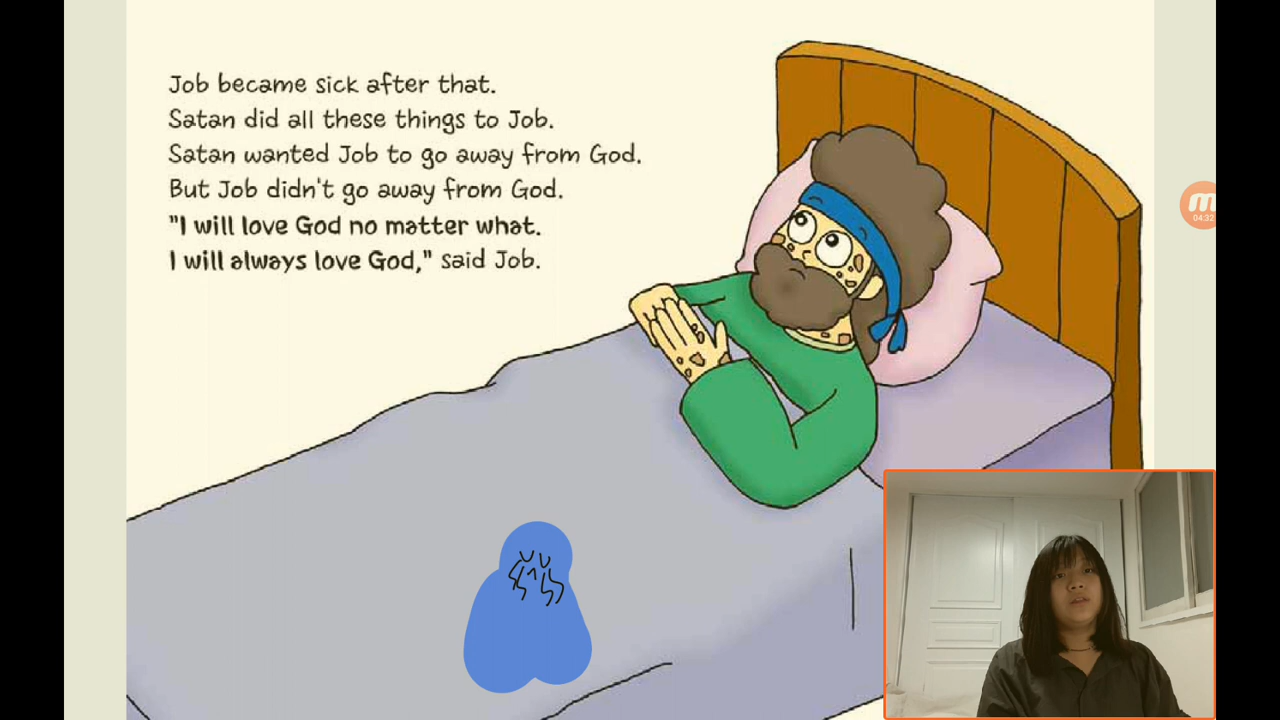 Job became sick after that.
Satan did all these things to Job.
Satan wanted Job to go away from God.
But Job didn't go away from God.
"I will love God no matter what.
I will always love God," said Job.
04:32